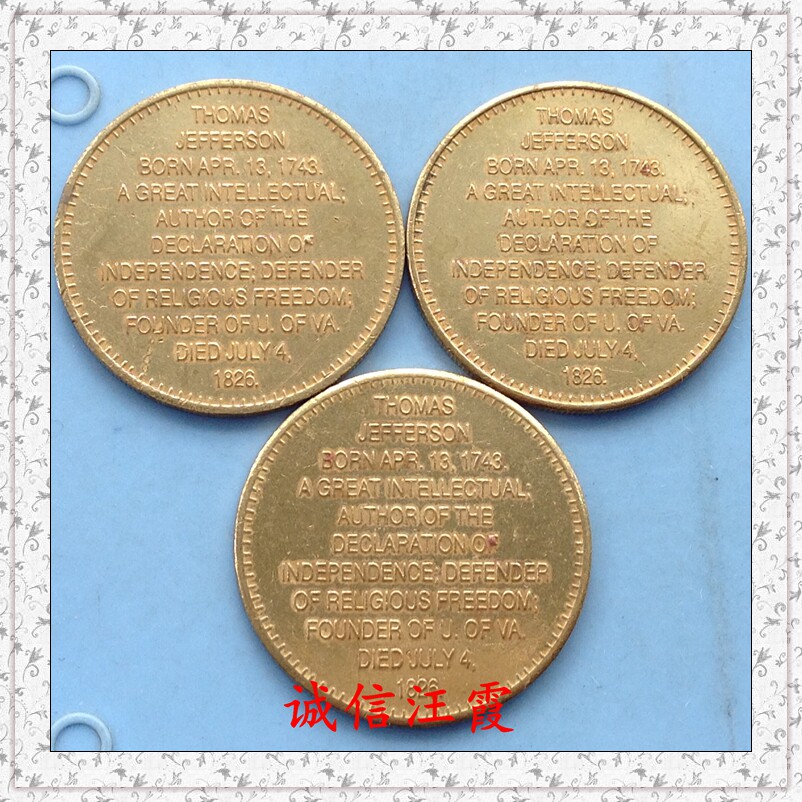 THOMAS
JEFFERSON
BORN APR. 13, 1743.
A GREAT INTELLECTUAL;
AUTHOR OF THE
DECLARATION OF
INDEPENDENCE; DEFENDER
OF RELIGIOUS FREEDOM;
FOUNDER OF U. OF VA.
DIED JULY 4,
1826.
THOMAS
JEFFERSON
BORN APR. 13, 1743.
A GREAT INTELLECTUAL;
AUTHOR OF THE
DECLARATION OF
INDEPENDENCE; DEFENDER
OF RELIGIOUS FREEDOM;
FOUNDER OF U. OF VA.
DIED JULY 4,
1826.
THOMAS
JEFFERSON
BORN APR. 13, 1743.
A GREAT INTELLECTUAL;
AUTHOR OF THE
DECLARATION OF
INDEPENDENCE; DEFENDER
OF RELIGIOUS FREEDOM;
FOUNDER OF U. OF VA.
DIED JULY 4,
1826.
诚信汪霞